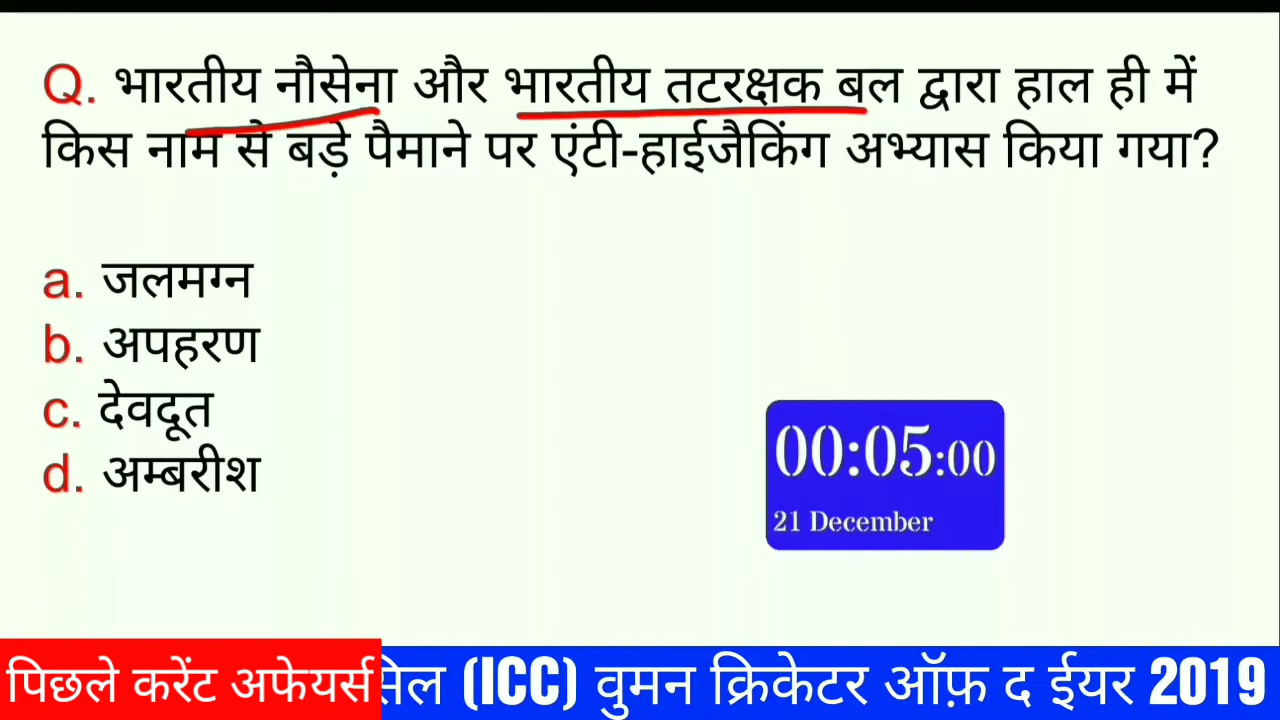 Q. भारतीय नौसेना और भारतीय तटरक्षक बल द्वारा हाल ही में
किस नाम से बड़े पैमाने पर एंटी-हाईजैकिंग अभ्यास किया गया?
a. जलमग्न
b. अपहरण
c. देवदूत
d. अम्बरीश
00:05:00
21 December
पिछले करेंट अफेयर्स
(ICC) वुमन क्रिकेटर ऑफ़ द ईयर 2019